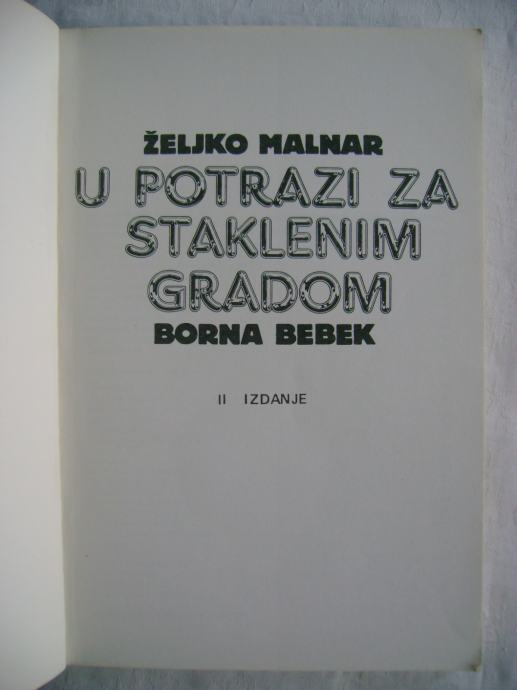 ŽELJKO MALNAR
U POTRAZI ZA
STAKLENIM
GRADOM
BORNA BEBEK
II IZDANJE